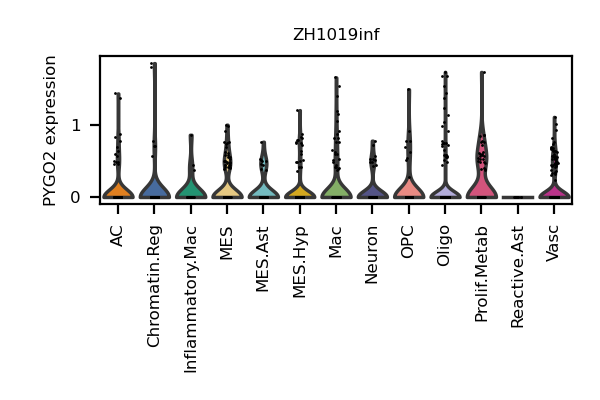 ZH1019inf
PYGO2 expression
1
0
AC
Chromatin.Reg
Inflammatory.Mac
MES
MES.Ast
MES.Hyp
Mac
Neuron
OPC
Oligo
Prolif.Metab
Reactive.Ast
Vasc